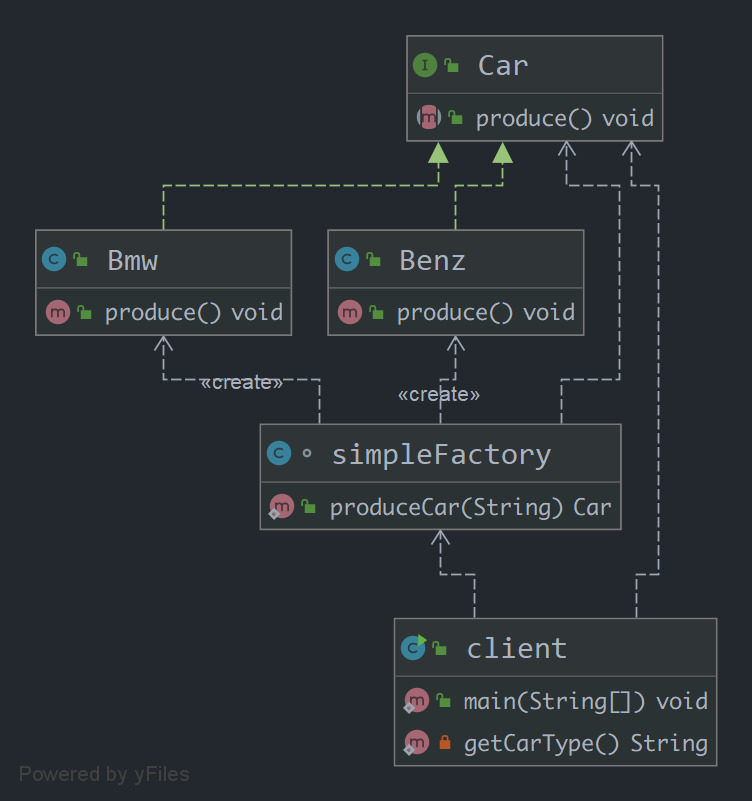 Car
produce() void
Bmw
Benz
produce() void
produce() void
«create»
«create»
simpleFactory
produceCar(String) Car
client
main(String[]) void
getCarType() String
Powered by yFiles